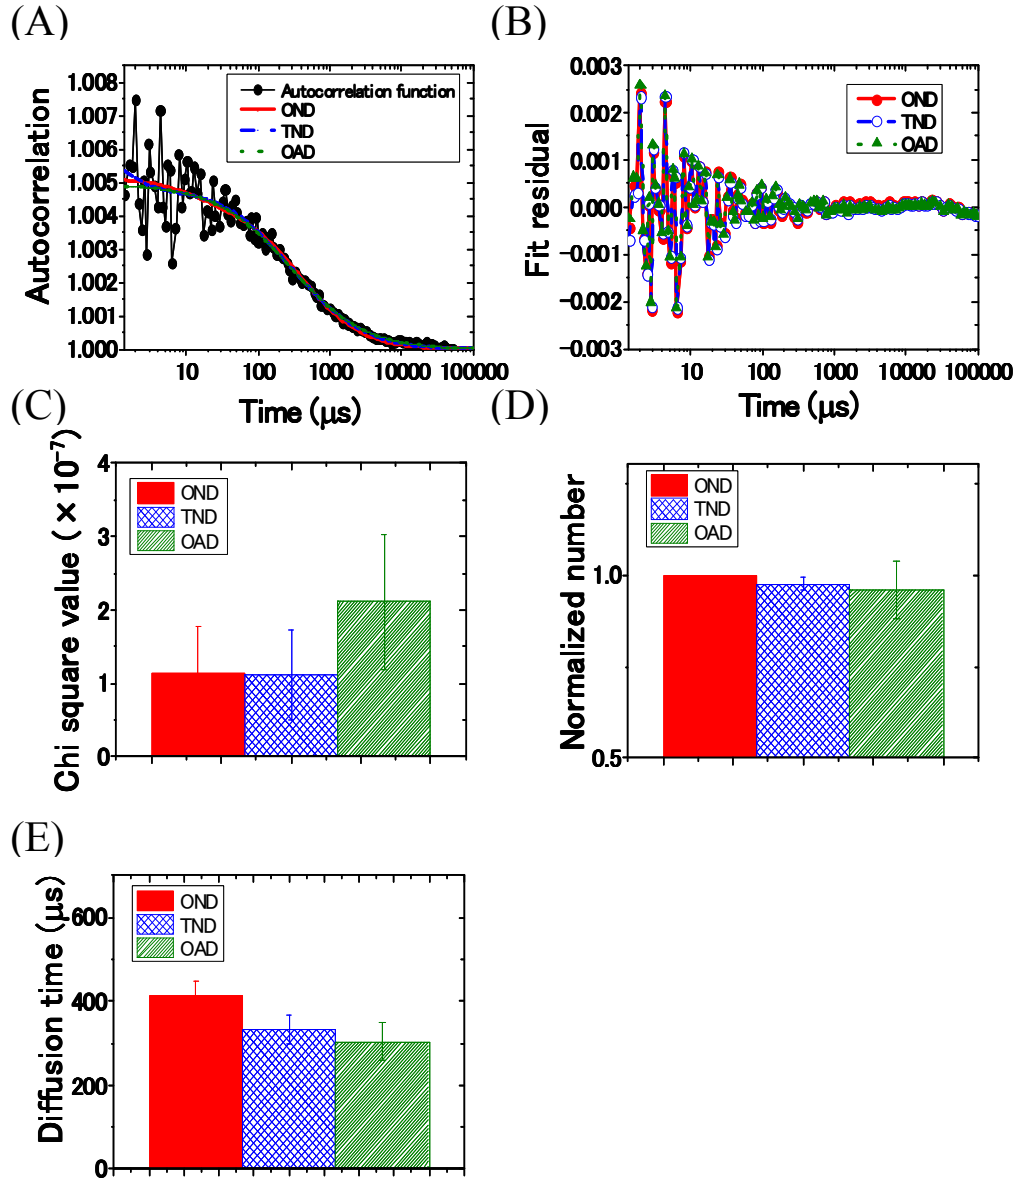 (A)
Autocorrelation
1.008
1.007
1.006
1.005
1.004
1.003
1.002
1.001
1.000
Autocorrelation function
OND
TND
OAD
10 100 1000 10000 100000
Time (μs)
(B)
Fit residual
0.003
0.002
0.001
0.000
-0.001
-0.002
-0.003
OND
TND
OAD
10 100 1000 10000 100000
Time (μs)
(C)
Chi square value ( × 10⁻⁷)
4
3
2
1
0
OND
TND
OAD
(D)
Normalized number
1.0
0.5
OND
TND
OAD
(E)
Diffusion time (μs)
600
400
200
0
OND
TND
OAD